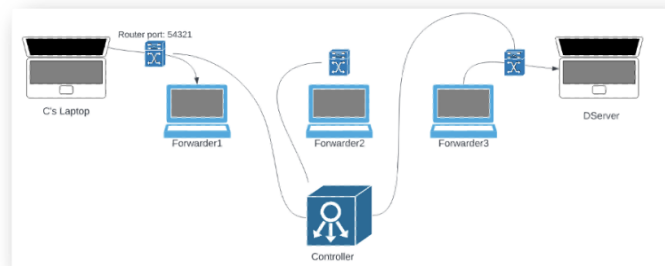 Router port: 54321
C's Laptop
Forwarder1
Forwarder2
Forwarder3
DServer
Controller